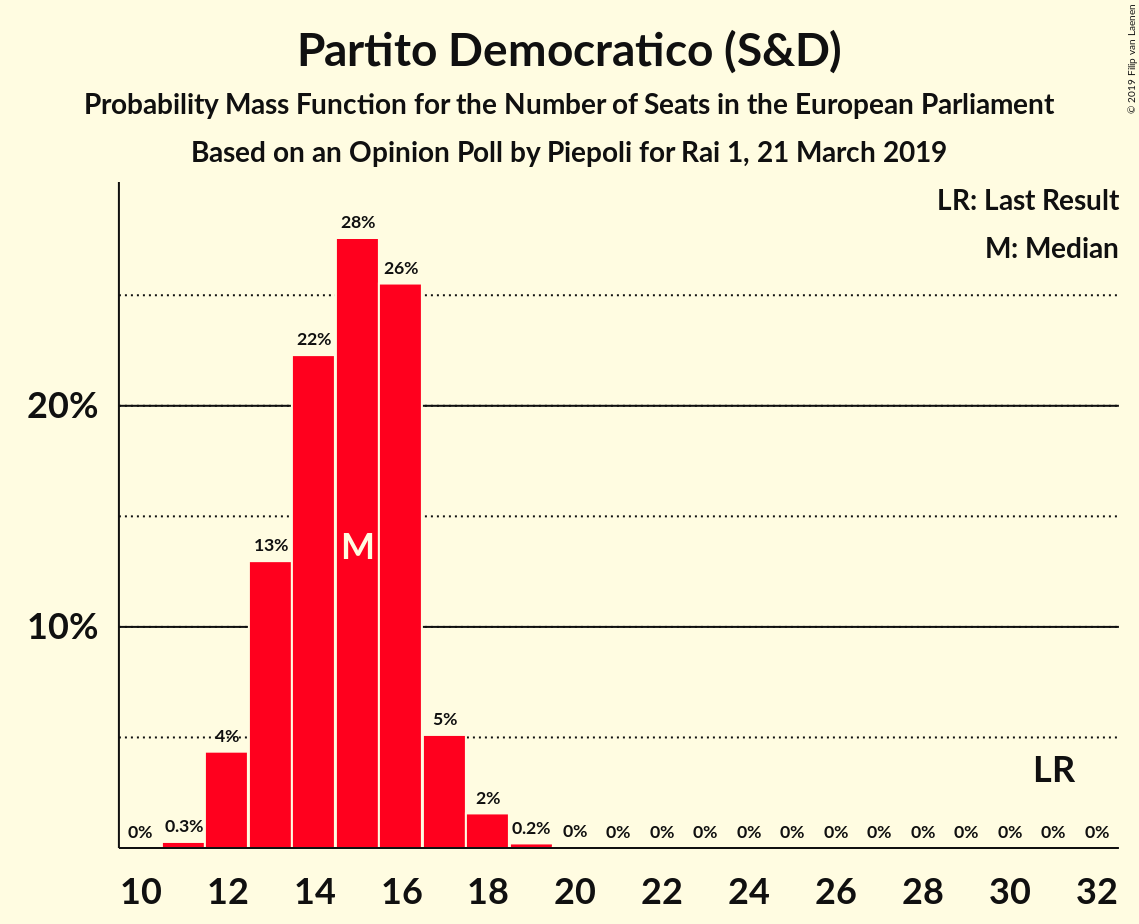 Partito Democratico (S&D)
Probability Mass Function for the Number of Seats in the European Parliament
Based on an Opinion Poll by Piepoli for Rai 1, 21 March 2019
© 2019 Filip van Laenen
LR: Last Result
M: Median
20%
10%
0% 0.3% 4% 13% 22% 28% 26% 5% 2% 0.2% 0% 0% 0% 0% 0% 0% 0% 0% 0% 0% 0% 0% 0%
M
LR
10 12 14 16 18 20 22 24 26 28 30 32